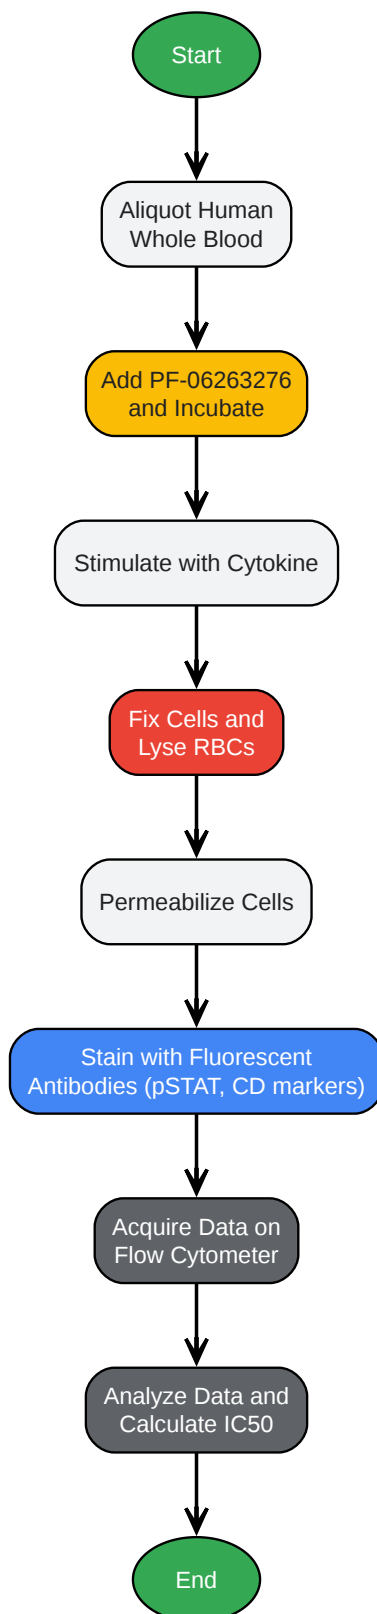 Start
Aliquot Human
Whole Blood
Add PF-06263276
and Incubate
Stimulate with Cytokine
Fix Cells and
Lyse RBCs
Permeabilize Cells
Stain with Fluorescent
Antibodies (pSTAT, CD markers)
Acquire Data on
Flow Cytometer
Analyze Data and
Calculate IC50
End